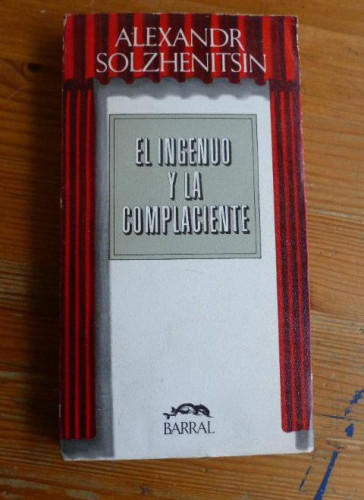 ALEXANDR
SOLZHENITSIN
EL INGENUO
Y LA
COMPLACIENTE
BARRAL